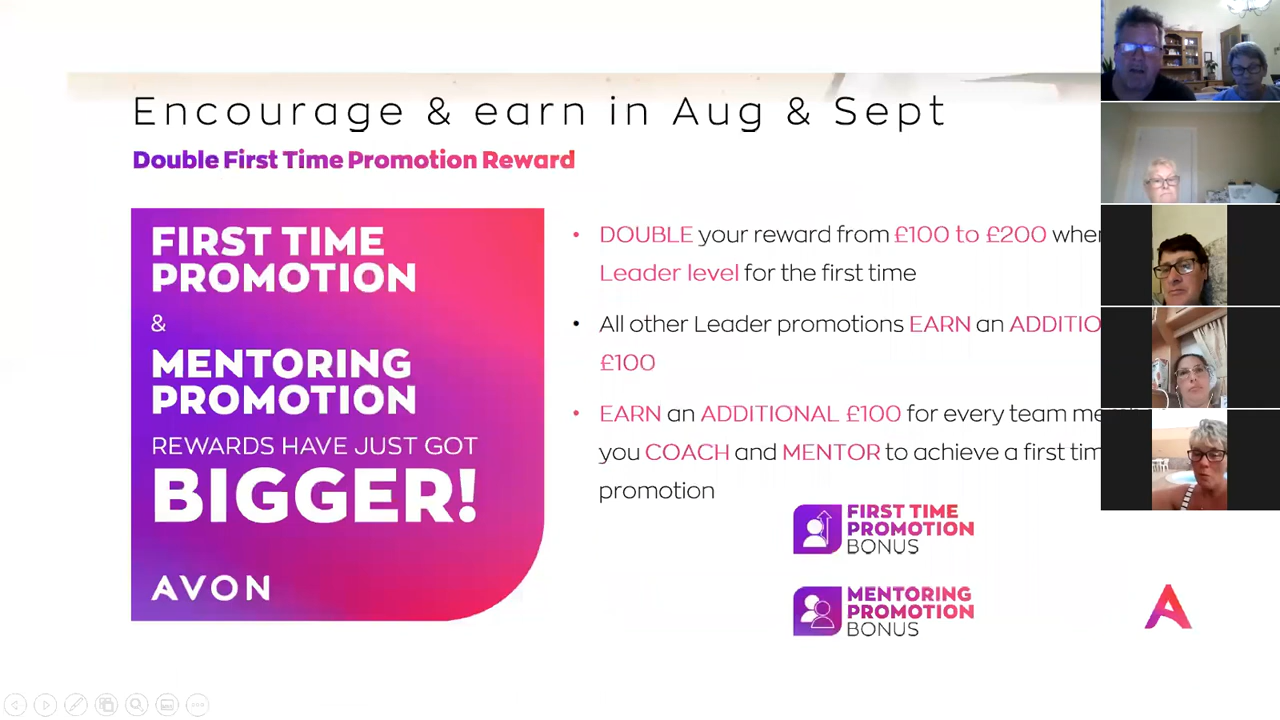 Encourage & earn in Aug & Sept
Double First Time Promotion Reward
FIRST TIME
PROMOTION
&
MENTORING
PROMOTION
REWARDS HAVE JUST GOT
BIGGER!
AVON
• DOUBLE your reward from £100 to £200
Leader level for the first time
• All other Leader promotions EARN an
£100
• EARN an ADDITIONAL £100 for every team
you COACH and MENTOR to achieve a first
promotion
FIRST TIME
PROMOTION
BONUS
MENTORING
PROMOTION
BONUS
A